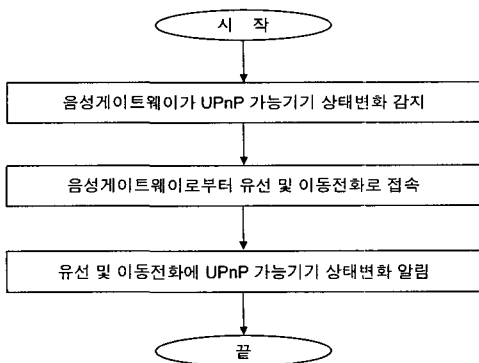 시 작
음성게이트웨이가 UPnP 가능기기 상태변화 감지
음성게이트웨이로부터 유선 및 이동전화로 접속
유선 및 이동전화에 UPnP 가능기기 상태변화 알림
끝